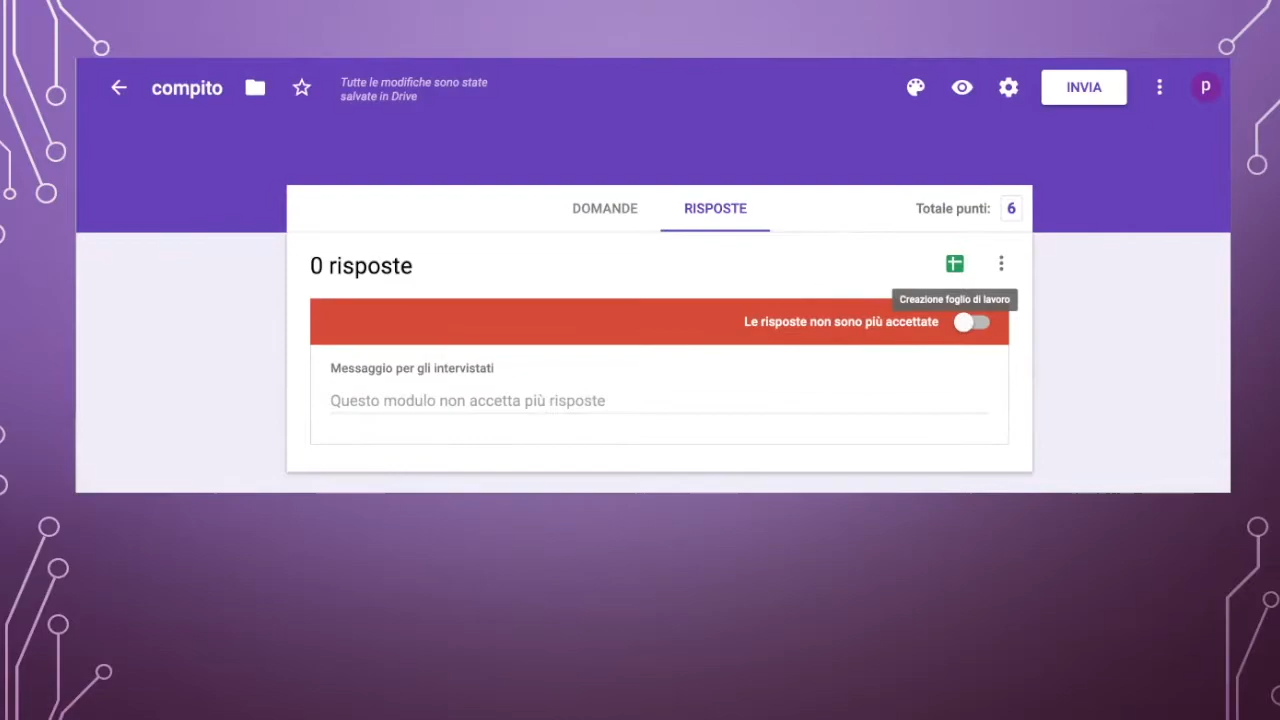 compito
Tutte le modifiche sono state
salvate in Drive
INVIA
p
DOMANDE
RISPOSTE
Totale punti:
6
0 risposte
Creazione foglio di lavoro
Le risposte non sono più accettate
Messaggio per gli intervistati
Questo modulo non accetta più risposte